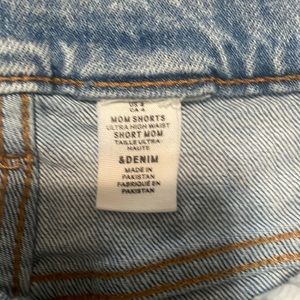 US 4
CA 4
MOM SHORTS
ULTRA HIGH WAIST
SHORT MOM
TAILLE ULTRA-
HAUTE
&DENIM
MADE IN
PAKISTAN
FABRIQUÉ EN
PAKISTAN